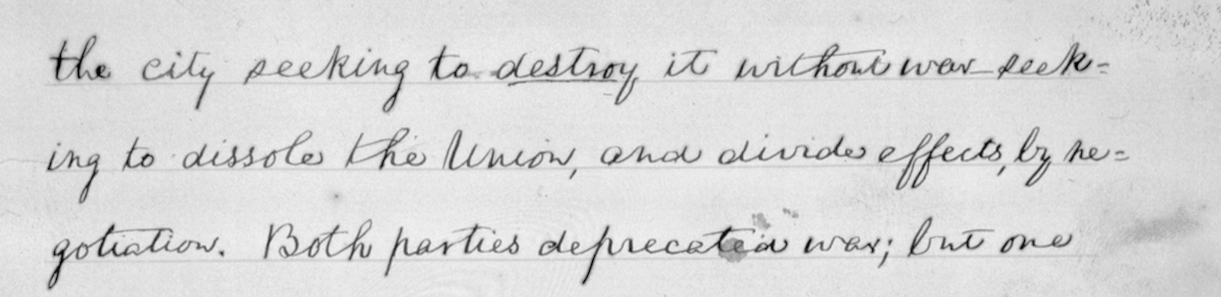 the city seeking to destroy it without war—seek=
ing to dissole the Union, and divide effects, by ne=
gotiation. Both parties deprecated war; but one